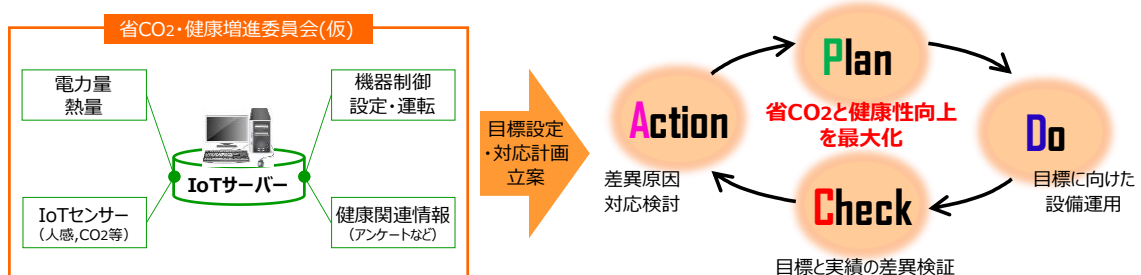 省CO2・健康増進委員会(仮)
電力量
熱量
機器制御
設定・運転
IoTサーバー
IoTセンサー
(人感,CO2等)
健康関連情報
(アンケートなど)
目標設定
・対応計画
立案
Plan
省CO2と健康性向上
を最大化
Action
差異原因
対応検討
Do
目標に向けた
設備運用
Check
目標と実績の差異検証